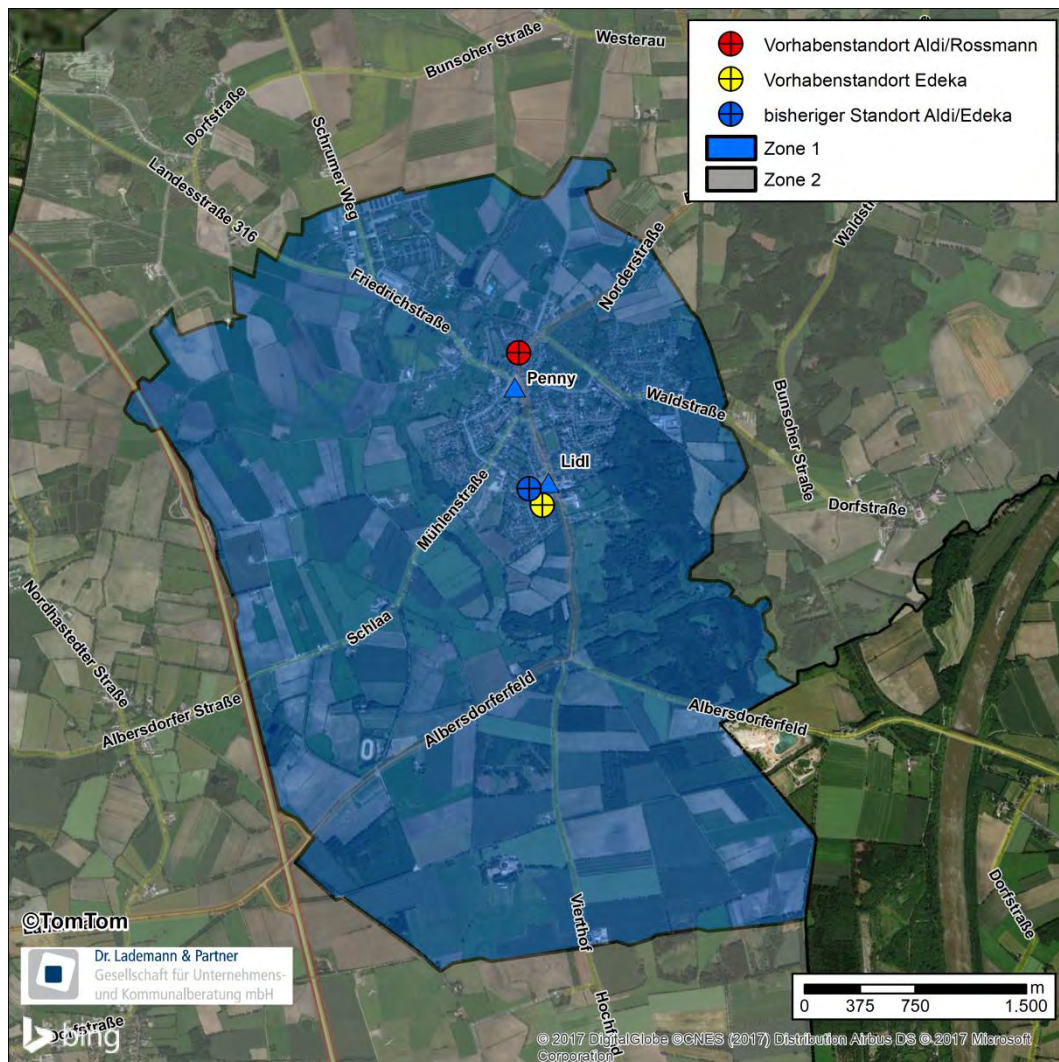 Vorhabenstandort Aldi/Rossmann
Vorhabenstandort Edeka
bisheriger Standort Aldi/Edeka
Zone 1
Zone 2
Bunsoher Straße
Westerau
Dorfstraße
Schrumer Weg
Landesstraße 316
Waldstraße
Norderstraße
Friedrichstraße
Penny
Waldstraße
Bunsoher Straße
Lidl
Dorfstraße
Mühlenstraße
Nordhastedter Straße
Schlaa
Albersdorfer Straße
Albersdorferfeld
Albersdorferfeld
Vierthof
Dorfstraße
Hochfeld
©TomTom
Dr. Lademann & Partner
Gesellschaft für Unternehmens-
und Kommunalberatung mbH
Dorfstraße
bing
m
0 375 750 1.500
© 2017 DigitalGlobe ©CNES (2017) Distribution Airbus DS © 2017 Microsoft
Corporation